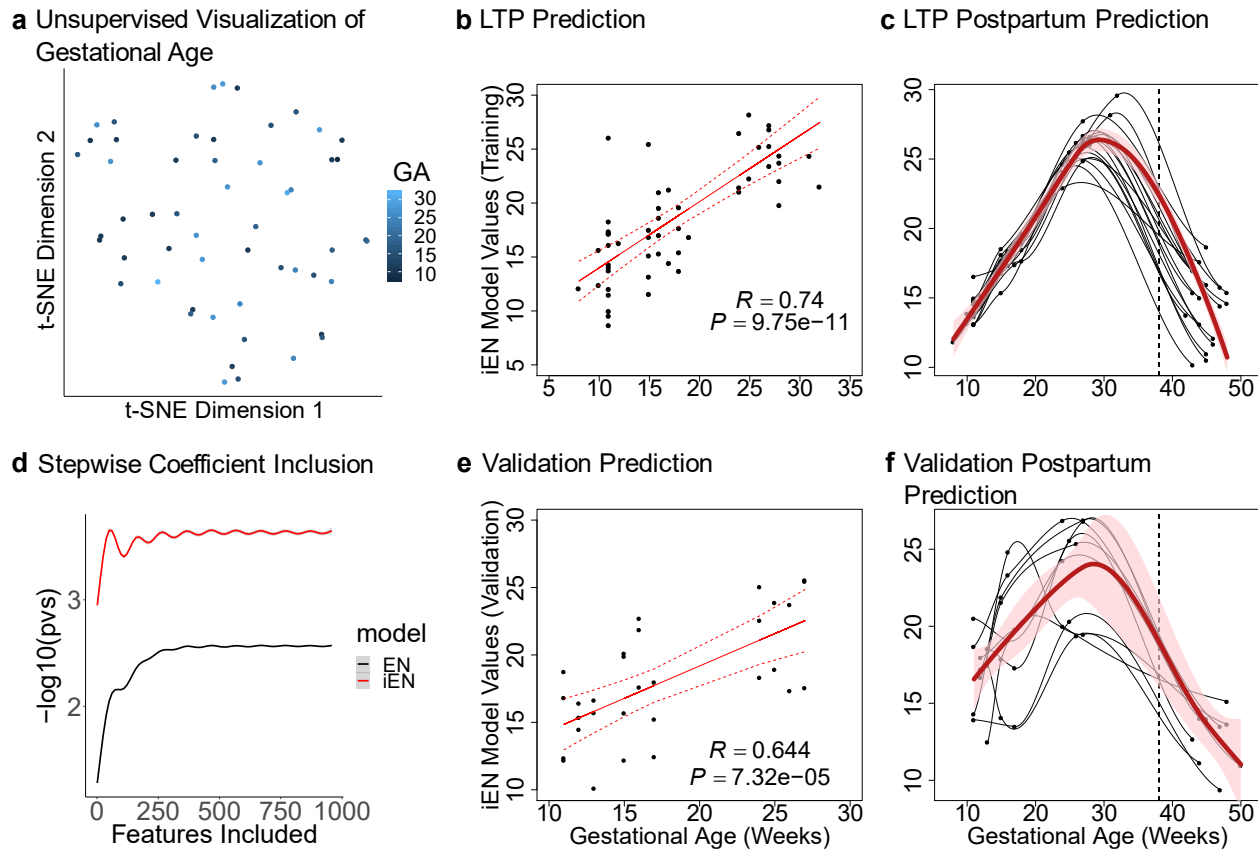 a Unsupervised Visualization of
Gestational Age
t-SNE Dimension 2
t-SNE Dimension 1
GA
30
25
20
15
10
b LTP Prediction
iEN Model Values (Training)
30
25
20
15
10
5
R = 0.74
P = 9.75e−11
5 10 15 20 25 30 35
c LTP Postpartum Prediction
30
25
20
15
10
10 20 30 40 50
d Stepwise Coefficient Inclusion
−log10(pvs)
3
2
model
EN
iEN
0 250 500 750 1000
Features Included
e Validation Prediction
iEN Model Values (Validation)
30
25
20
15
10
R = 0.644
P = 7.32e−05
10 15 20 25 30
Gestational Age (Weeks)
f Validation Postpartum
Prediction
25
20
15
10
10 20 30 40 50
Gestational Age (Weeks)